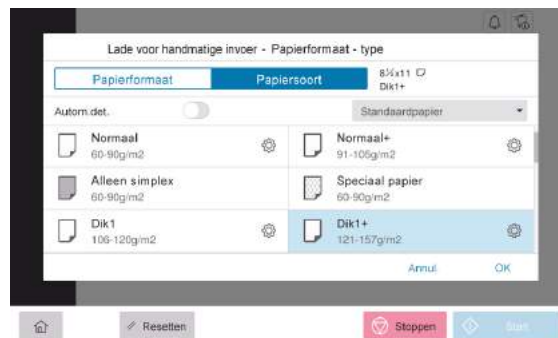 Lade voor handmatige invoer - Papierformaat - type
Papierformaat
Papiersoort
8½x11
Dik1+
Autom.det.
Standaardpapier
Normaal
60-90g/m2
Normaal+
91-105g/m2
Alleen simplex
60-90g/m2
Speciaal papier
60-90g/m2
Dik1
106-120g/m2
Dik1+
121-157g/m2
Annul.
OK
Resetten
Stoppen
Start